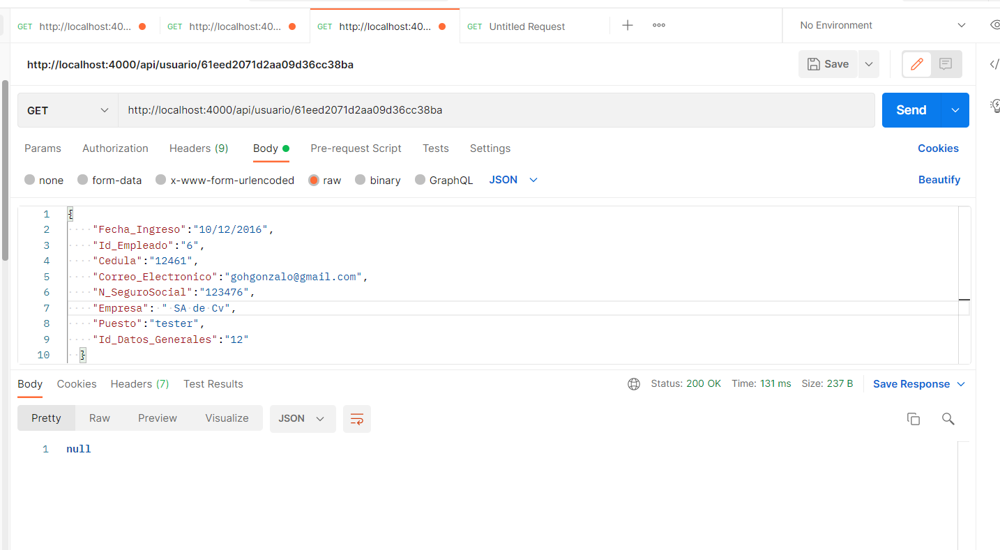 GET http://localhost:40... GET http://localhost:40... GET http://localhost:40... GET Untitled Request No Environment
http://localhost:4000/api/usuario/61eed2071d2aa09d36cc38ba Save
GET http://localhost:4000/api/usuario/61eed2071d2aa09d36cc38ba Send
Params Authorization Headers (9) Body Pre-request Script Tests Settings Cookies
none form-data x-www-form-urlencoded raw binary GraphQL JSON Beautify
1 {
2 "Fecha_Ingreso":"10/12/2016",
3 "Id_Empleado":"6",
4 "Cedula":"12461",
5 "Correo_Electronico":"gohgonzalo@gmail.com",
6 "N_SeguroSocial":"123476",
7 "Empresa": " SA de Cv",
8 "Puesto":"tester",
9 "Id_Datos_Generales":"12"
10 }
Body Cookies Headers (7) Test Results Status: 200 OK Time: 131 ms Size: 237 B Save Response
Pretty Raw Preview Visualize JSON
1 null